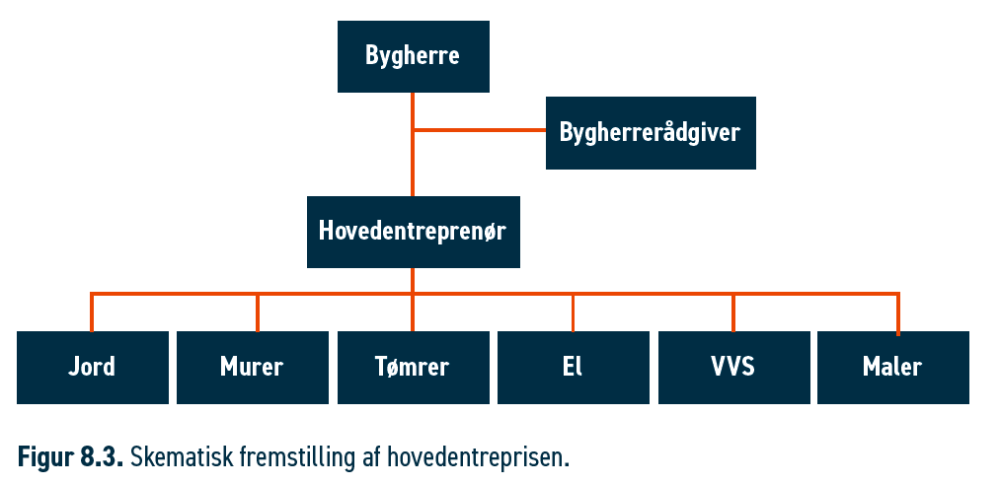 Bygherre
Bygherrerådgiver
Hovedentreprenør
Jord
Murer
Tømrer
El
VVS
Maler
Figur 8.3. Skematisk fremstilling af hovedentreprisen.